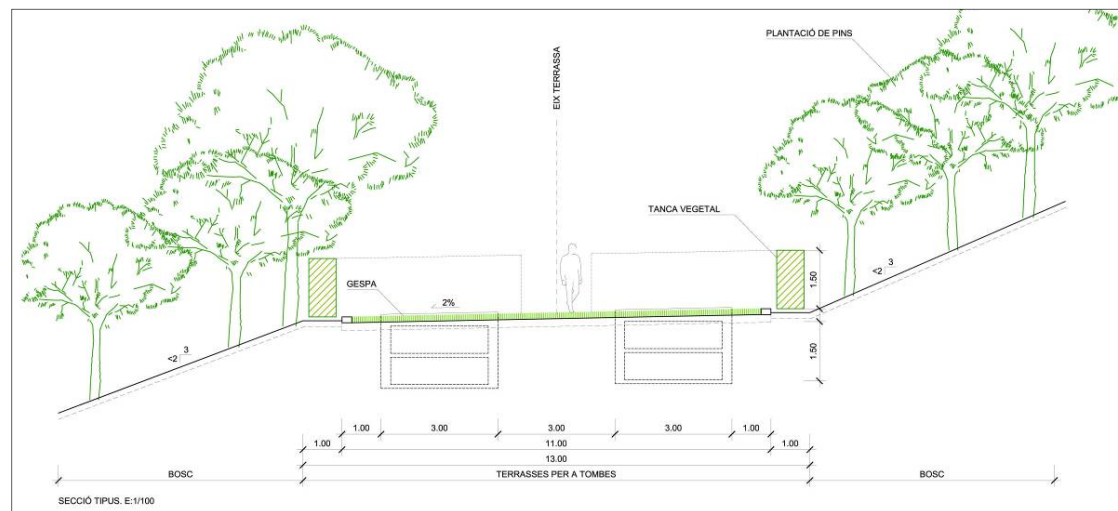 PLANTACIÓ DE PINS
EIX TERRASSA
TANCA VEGETAL
GESPA
2%
3
<2
3
<2
1.50
1.50
1.00 3.00 3.00 3.00 1.00
1.00 11.00 1.00
13.00
BOSC TERRASSES PER A TOMBES BOSC
SECCIÓ TIPUS. E:1/100